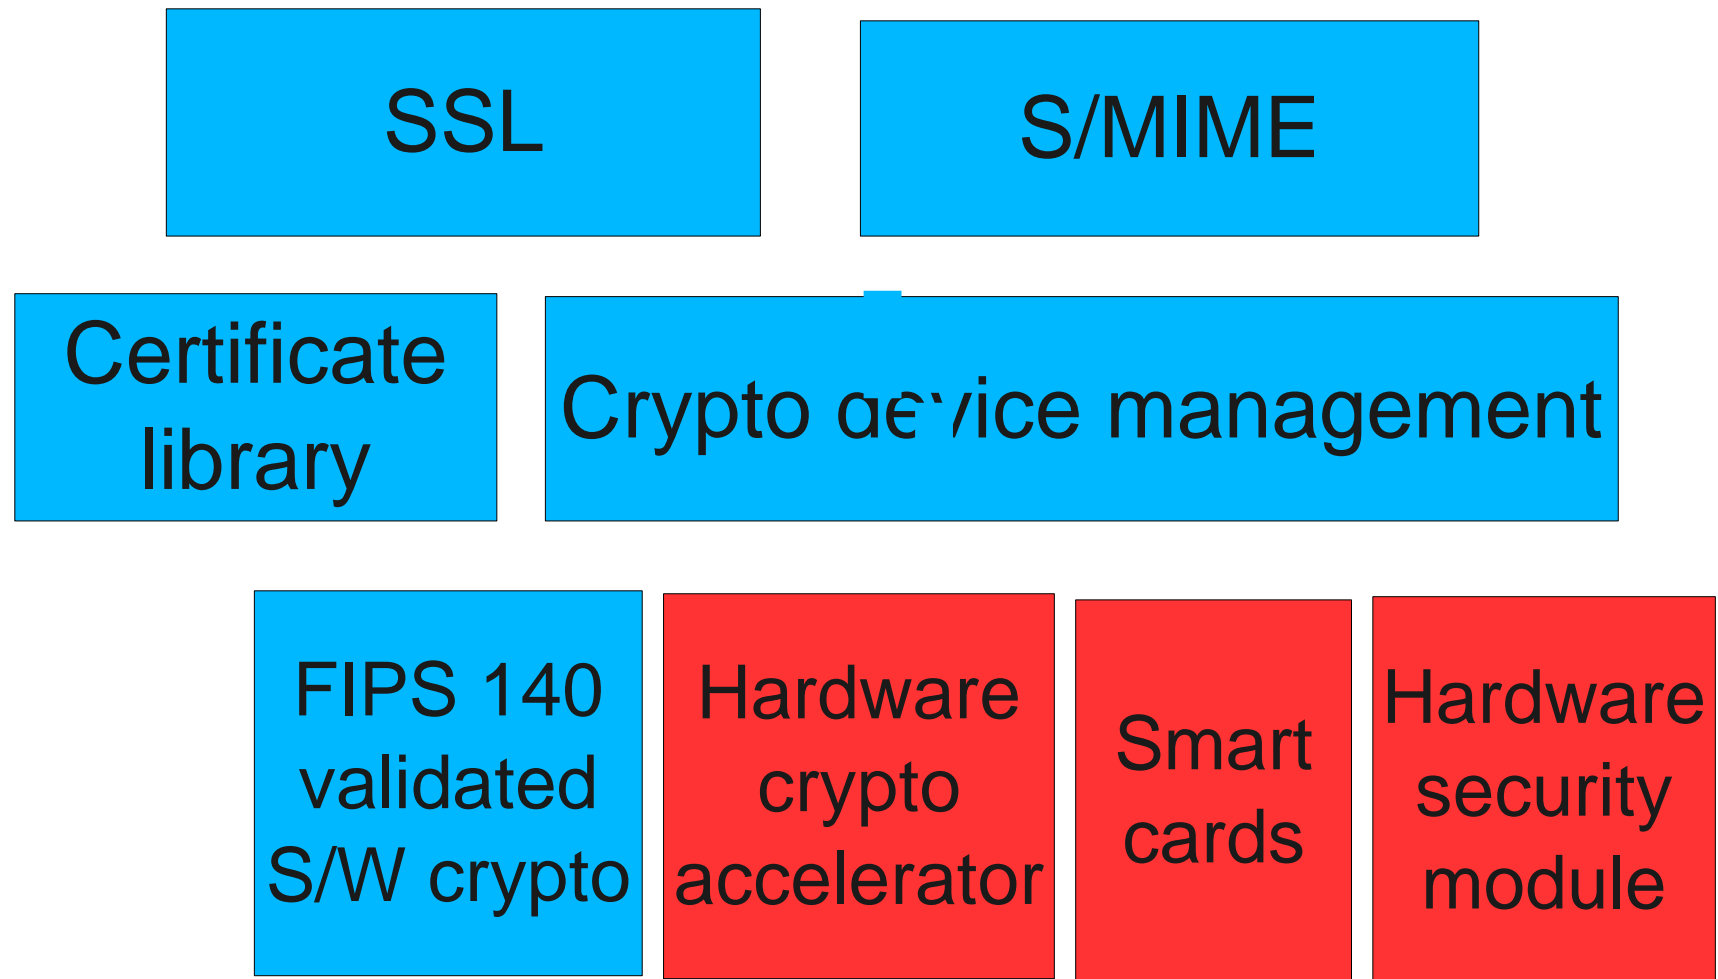 SSL
S/MIME
Certificate
library
Crypto device management
FIPS 140
validated
S/W crypto
Hardware
crypto
accelerator
Smart
cards
Hardware
security
module